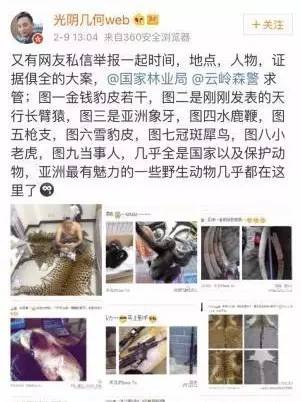 光阴几何web
2-9 13:04 来自360安全浏览器
+关注
又有网友私信举报一起时间，地点，人物，证
据俱全的大案，@国家林业局 @云岭森警
求管；图一金钱豹皮若干，图二是刚刚发表的天
行长臂猿，图三是亚洲象牙，图四水鹿鞭，图
五枪支，图六雪豹皮，图七冠斑犀鸟，图八小
老虎，图九当事人，几乎全是国家以及保护动
物，亚洲最有魅力的一些野生动物几乎都在这
里了